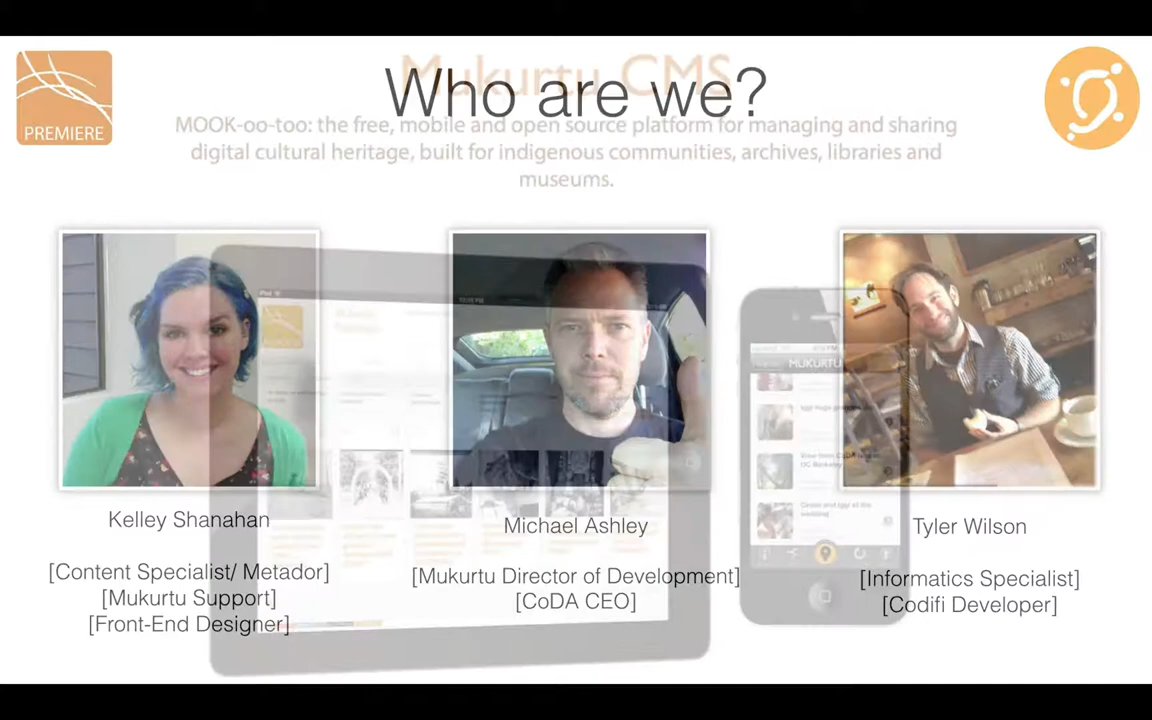 Mukurtu CMS
Who are we?
PREMIERE
MOOK-oo-too: the free, mobile and open source platform for managing and sharing
digital cultural heritage, built for indigenous communities, archives, libraries and
museums.
MUKURTU
Kelley Shanahan
[Content Specialist/ Metador]
[Mukurtu Support]
[Front-End Designer]
Michael Ashley
[Mukurtu Director of Development]
[CoDA CEO]
Tyler Wilson
[Informatics Specialist]
[Codifi Developer]